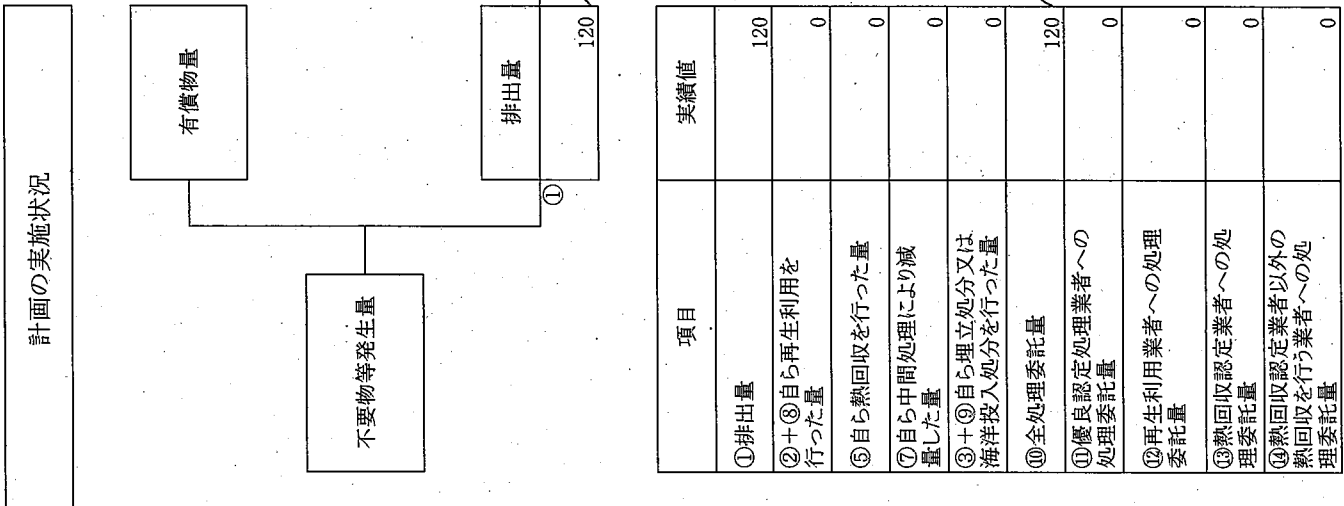 計画の実施状況
有償物量
不要物等発生量
排出量
①
120
項目
実績値
①排出量
120
②+⑧自ら再生利用を
行った量
0
⑤自ら熱回収を行った量
0
⑦自ら中間処理により減
量した量
0
③+⑨自ら埋立処分又は
海洋投入処分を行った量
0
⑩全処理委託量
120
⑪優良認定処理業者への
処理委託量
0
⑫再生利用業者への処理
委託量
0
⑬熱回収認定業者への処
理委託量
0
⑭熱回収認定業者以外の
熱回収を行う業者への処
理委託量
0